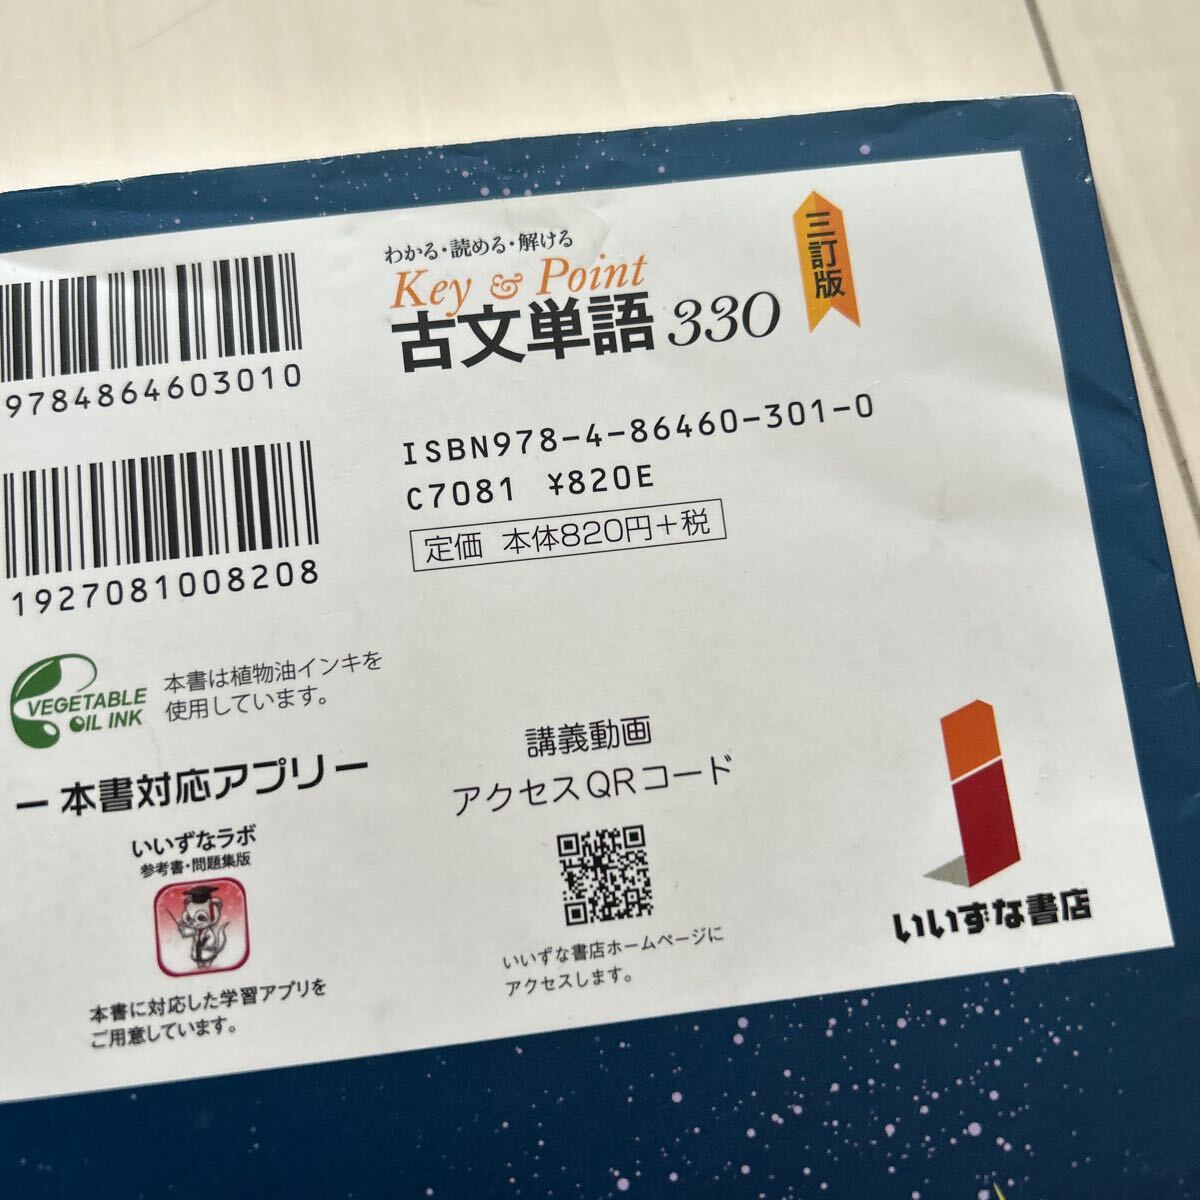 わかる・読める・解ける
Key & Point
古文単語330
三訂版
9784864603010
ISBN978-4-86460-301-0
C7081 ¥820E
定価 本体820円+税
1927081008208
VEGETABLE
OIL INK
本書は植物油インキを
使用しています。
ー本書対応アプリー
いいずなラボ
参考書・問題集版
本書に対応した学習アプリを
ご用意しています。
講義動画
アクセスQRコード
いいずな書店ホームページに
アクセスします。
いいずな書店